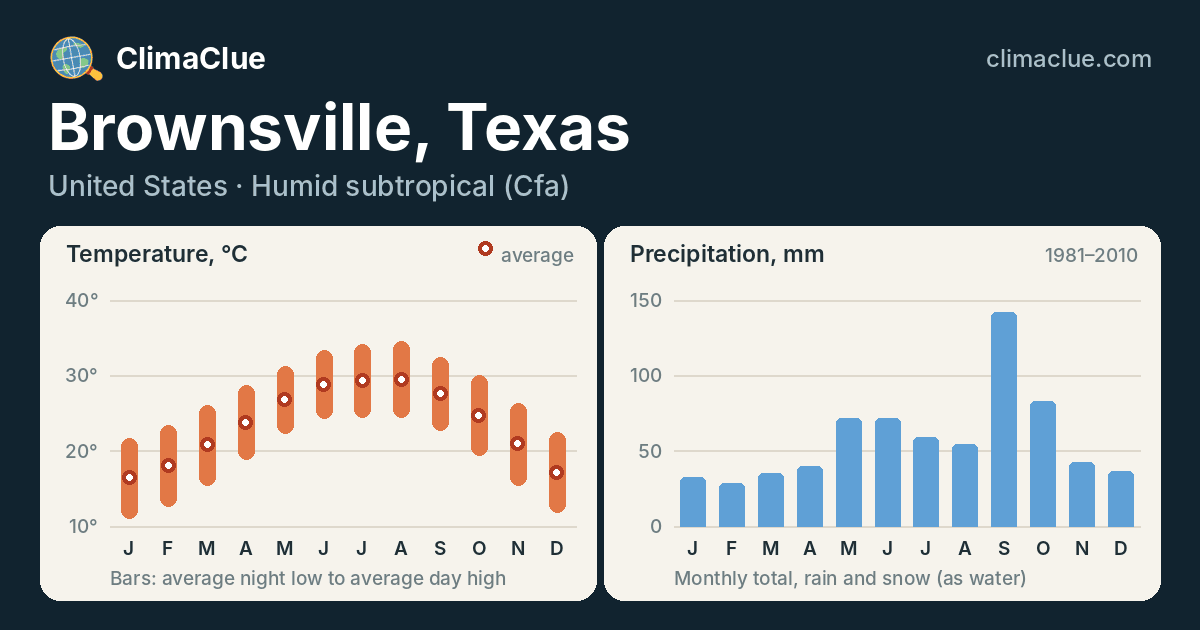 ClimaClue
climaclue.com
Brownsville, Texas
United States · Humid subtropical (Cfa)
Temperature, °C
average
40°
30°
20°
10°
J F M A M J J A S O N D
Bars: average night low to average day high
Precipitation, mm
1981–2010
150
100
50
0
J F M A M J J A S O N D
Monthly total, rain and snow (as water)